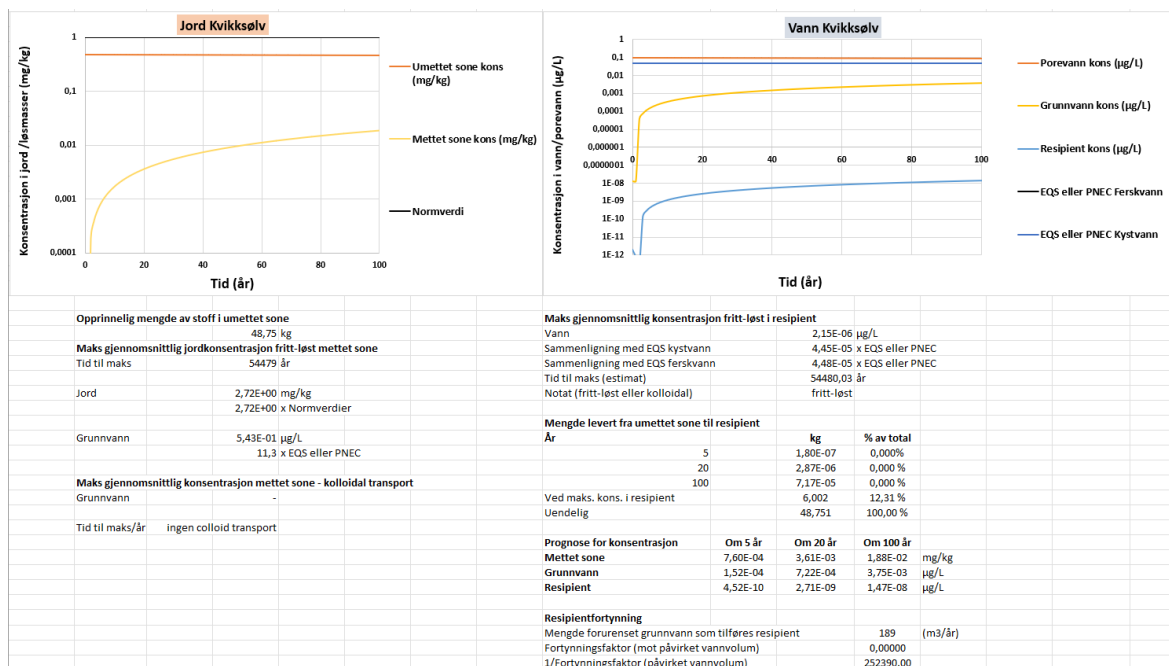 Jord Kvikksølv
Konsentrasjon i jord /løsmasser (mg/kg)
1
0,1
0,01
0,001
0,0001
0 20 40 60 80 100
Tid (år)
Umettet sone kons (mg/kg)
Mettet sone kons (mg/kg)
Normverdi
Vann Kvikksølv
Konsentrasjon i vann/porevann (µg/L)
1
0,1
0,01
0,001
0,0001
0,00001
0,000001
0,0000001
1E-08
1E-09
1E-10
1E-11
1E-12
0 20 40 60 80 100
Tid (år)
Porevann kons (µg/L)
Grunnvann kons (µg/L)
Resipient kons (µg/L)
EQS eller PNEC Ferskvann
EQS eller PNEC Kystvann
Opprinnelig mengde av stoff i umettet sone
48,75 kg
Maks gjennomsnittlig jordkonsentrasjon fritt-løst mettet sone
Tid til maks 54479 år
Jord 2,72E+00 mg/kg
2,72E+00 x Normverdier
Grunnvann 5,43E-01 µg/L
11,3 x EQS eller PNEC
Maks gjennomsnittlig konsentrasjon mettet sone - kolloidal transport
Grunnvann -
Tid til maks/år ingen colloid transport
Maks gjennomsnittlig konsentrasjon fritt-løst i resipient
Vann 2,15E-06 µg/L
Sammenligning med EQS kystvann 4,45E-05 x EQS eller PNEC
Sammenligning med EQS ferskvann 4,48E-05 x EQS eller PNEC
Tid til maks (estimat) 54480,03 år
Notat (fritt-løst eller kolloidal) fritt-løst
Mengde levert fra umettet sone til resipient
År kg % av total
5 1,80E-07 0,000%
20 2,87E-06 0,000 %
100 7,17E-05 0,000 %
Ved maks. kons. i resipient 6,002 12,31 %
Uendelig 48,751 100,00 %
Prognose for konsentrasjon Om 5 år Om 20 år Om 100 år
Mettet sone 7,60E-04 3,61E-03 1,88E-02 mg/kg
Grunnvann 1,52E-04 7,22E-04 3,75E-03 µg/L
Resipient 4,52E-10 2,71E-09 1,47E-08 µg/L
Resipientfortynning
Mengde forurenset grunnvann som tilføres resipient 189 (m3/år)
Fortynningsfaktor (mot påvirket vannvolum) 0,00000
1/Fortynningsfaktor (påvirket vannvolum) 252390,00